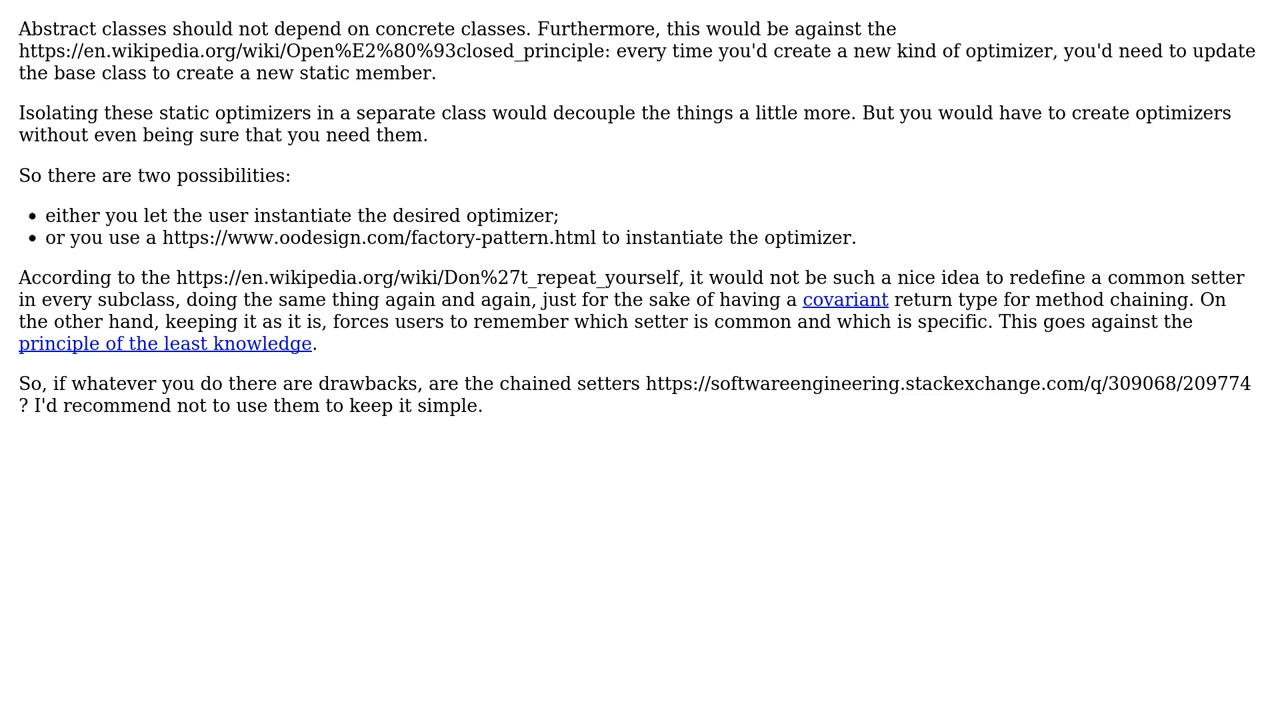 Abstract classes should not depend on concrete classes. Furthermore, this would be against the
https://en.wikipedia.org/wiki/Open%E2%80%93closed_principle: every time you'd create a new kind of optimizer, you'd need to update
the base class to create a new static member.
Isolating these static optimizers in a separate class would decouple the things a little more. But you would have to create optimizers
without even being sure that you need them.
So there are two possibilities:
• either you let the user instantiate the desired optimizer;
• or you use a https://www.oodesign.com/factory-pattern.html to instantiate the optimizer.
According to the https://en.wikipedia.org/wiki/Don%27t_repeat_yourself, it would not be such a nice idea to redefine a common setter
in every subclass, doing the same thing again and again, just for the sake of having a covariant return type for method chaining. On
the other hand, keeping it as it is, forces users to remember which setter is common and which is specific. This goes against the
principle of the least knowledge.
So, if whatever you do there are drawbacks, are the chained setters https://softwareengineering.stackexchange.com/q/309068/209774
? I'd recommend not to use them to keep it simple.